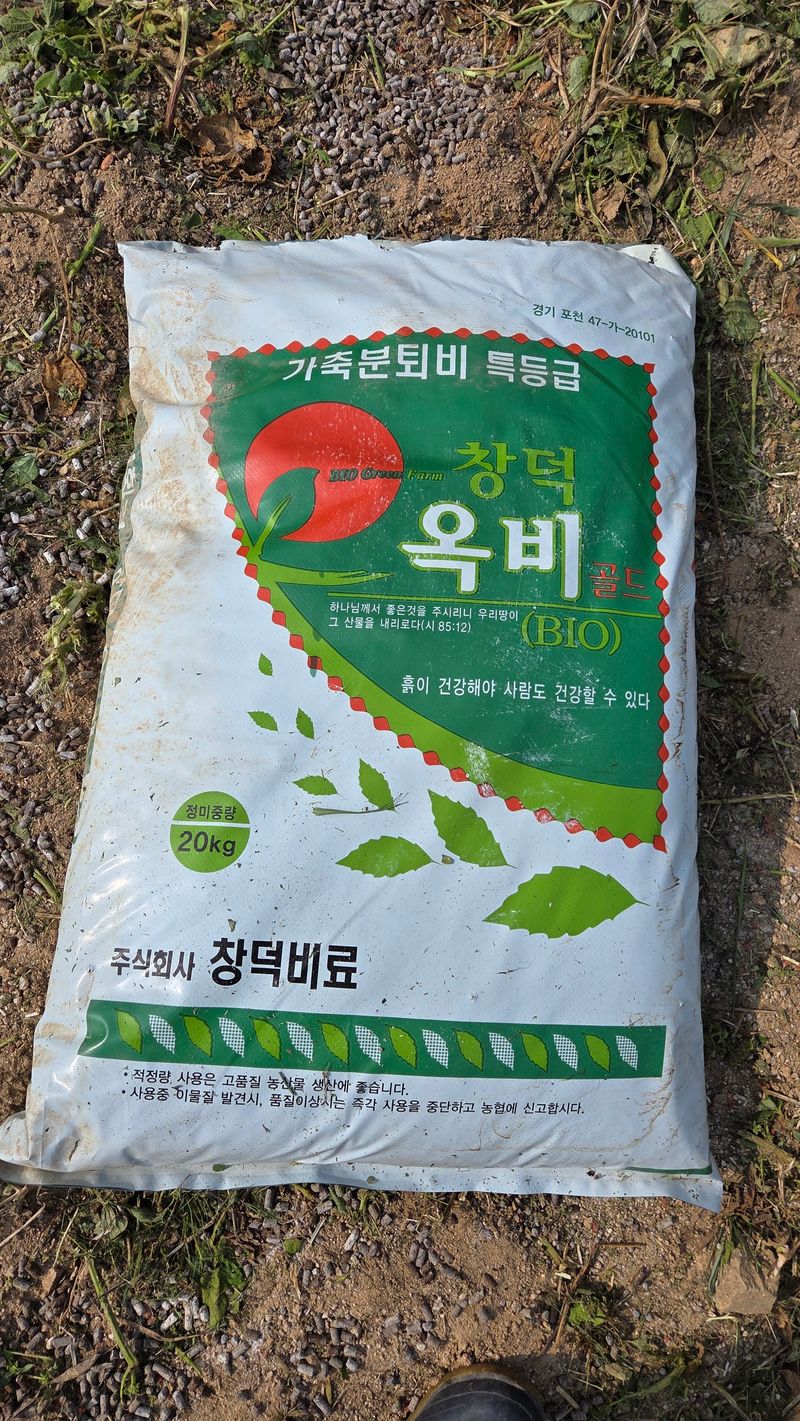 경기 포천 47-가-20101
가축분퇴비 특등급
BIO Green Farm
창덕
옥비 골드
(BIO)
하나님께서 좋은것을 주시리니 우리땅이
그 산물을 내리로다(시 85:12)
흙이 건강해야 사람도 건강할 수 있다
정미중량
20kg
주식회사 창덕비료
• 적정량 사용은 고품질 농산물 생산에 좋습니다.
• 사용중 이물질 발견시, 품질이상시는 즉각 사용을 중단하고 농협에 신고합시다.